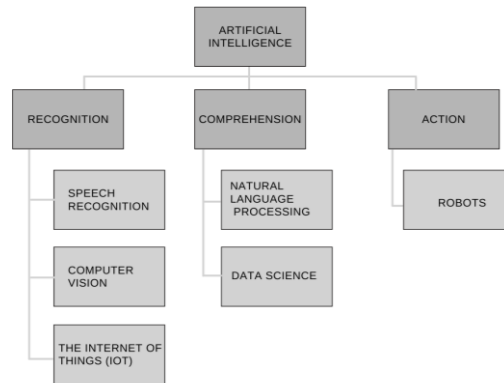 ARTIFICIAL
INTELLIGENCE
RECOGNITION
COMPREHENSION
ACTION
SPEECH
RECOGNITION
COMPUTER
VISION
THE INTERNET OF
THINGS (IOT)
NATURAL
LANGUAGE
PROCESSING
DATA SCIENCE
ROBOTS